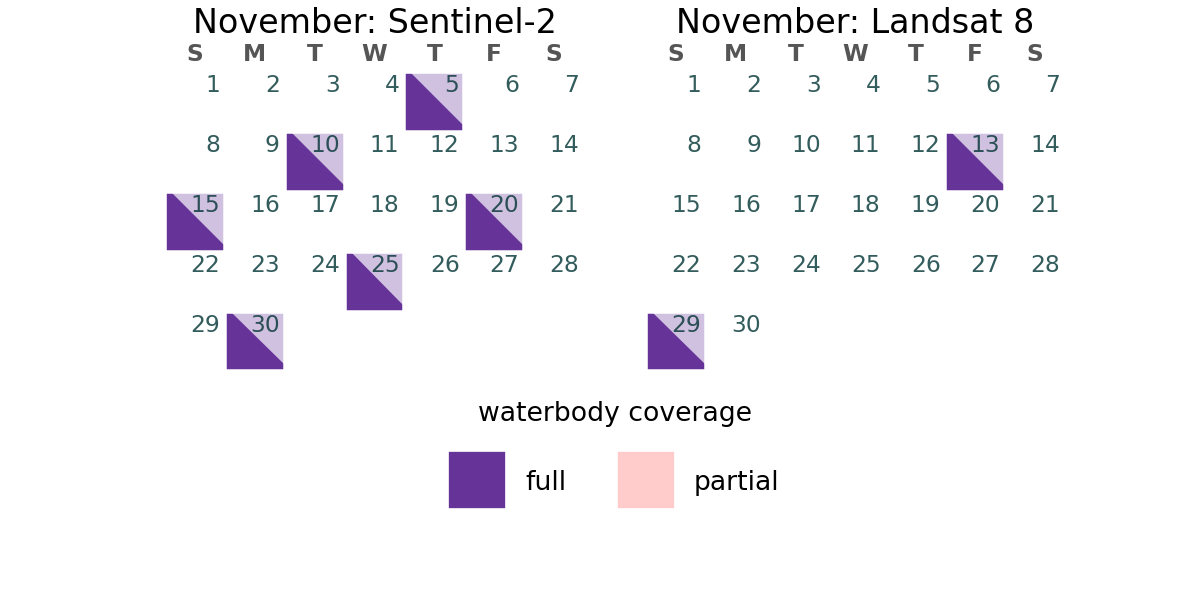 November: Sentinel-2
S M T W T F S
1 2 3 4 5 6 7
8 9 10 11 12 13 14
15 16 17 18 19 20 21
22 23 24 25 26 27 28
29 30
November: Landsat 8
S M T W T F S
1 2 3 4 5 6 7
8 9 10 11 12 13 14
15 16 17 18 19 20 21
22 23 24 25 26 27 28
29 30
waterbody coverage
full
partial